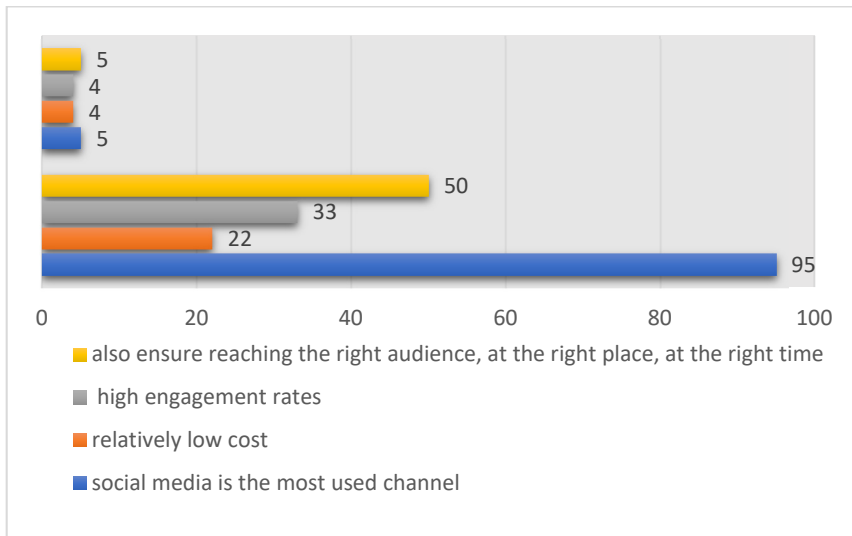 5
4
4
5
50
33
22
95
0 20 40 60 80 100
also ensure reaching the right audience, at the right place, at the right time
high engagement rates
relatively low cost
social media is the most used channel